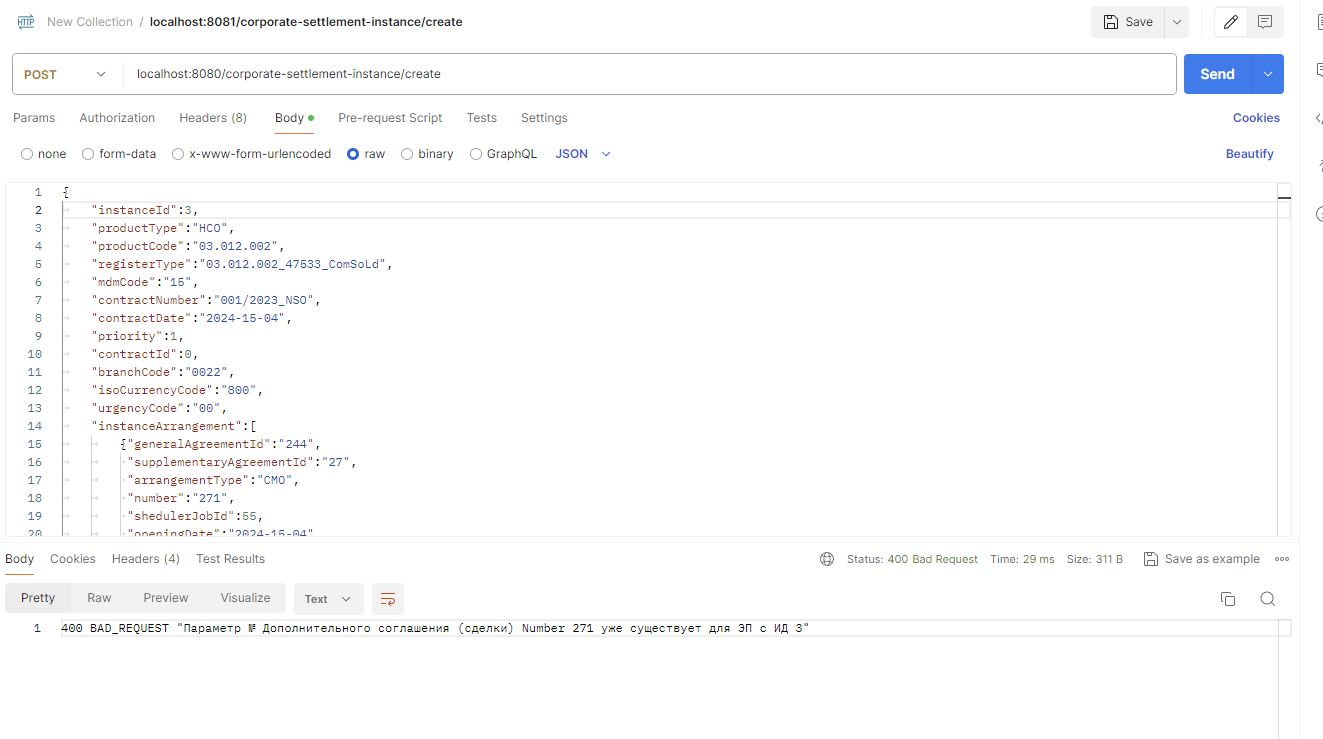 HTTP New Collection / localhost:8081/corporate-settlement-instance/create Save
POST localhost:8080/corporate-settlement-instance/create Send
Params Authorization Headers (8) Body Pre-request Script Tests Settings Cookies
none form-data x-www-form-urlencoded raw binary GraphQL JSON Beautify
1 {
2 "instanceId":3,
3 "productType":"НСО",
4 "productCode":"03.012.002",
5 "registerType":"03.012.002_47533_ComSoLd",
6 "mdmCode":"15",
7 "contractNumber":"001/2023_NSO",
8 "contractDate":"2024-15-04",
9 "priority":1,
10 "contractId":0,
11 "branchCode":"0022",
12 "isoCurrencyCode":"800",
13 "urgencyCode":"00",
14 "instanceArrangement":[
15 {"generalAgreementId":"244",
16 "supplementaryAgreementId":"27",
17 "arrangementType":"СМО",
18 "number":"271",
19 "shedulerJobId":55,
20 "openingDate":"2024-15-04"
Body Cookies Headers (4) Test Results Status: 400 Bad Request Time: 29 ms Size: 311 B Save as example
Pretty Raw Preview Visualize Text
1 400 BAD_REQUEST "Параметр № Дополнительного соглашения (сделки) Number 271 уже существует для ЭП с ИД 3"